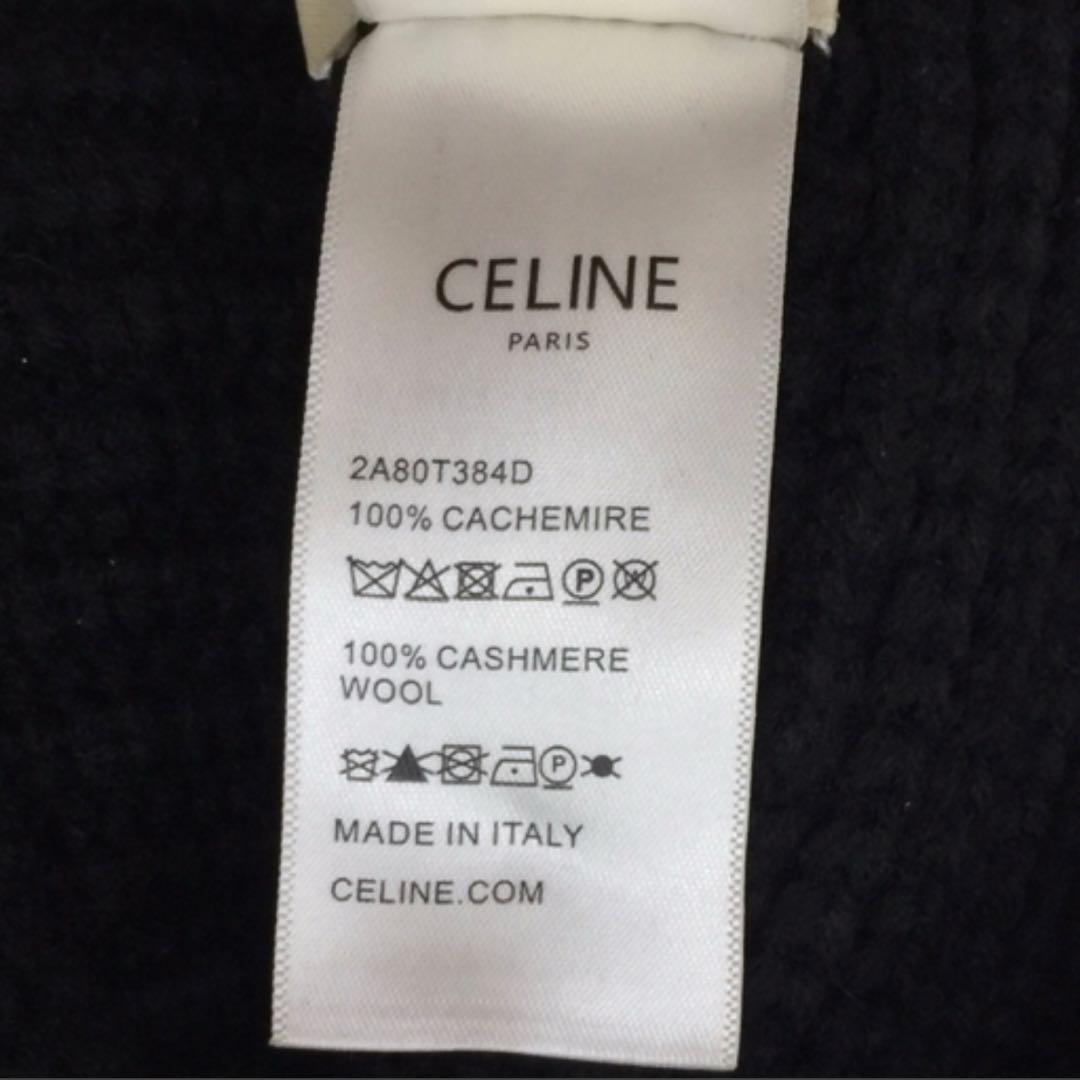 CELINE
PARIS
2A80T384D
100% CACHEMIRE
P
100% CASHMERE
WOOL
P
MADE IN ITALY
CELINE.COM